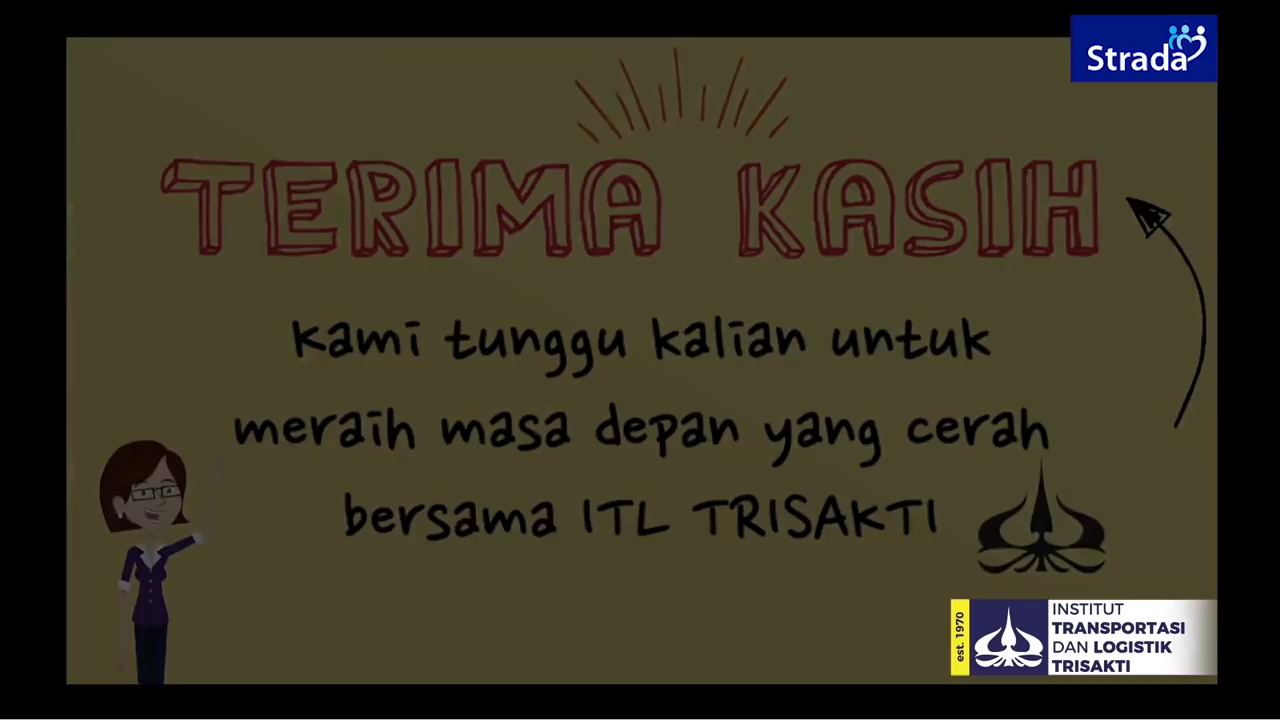 Strada
TERIMA KASIH
kami tunggu kalian untuk
meraih masa depan yang cerah
bersama ITL TRISAKTI
est. 1970
INSTITUT
TRANSPORTASI
DAN LOGISTIK
TRISAKTI